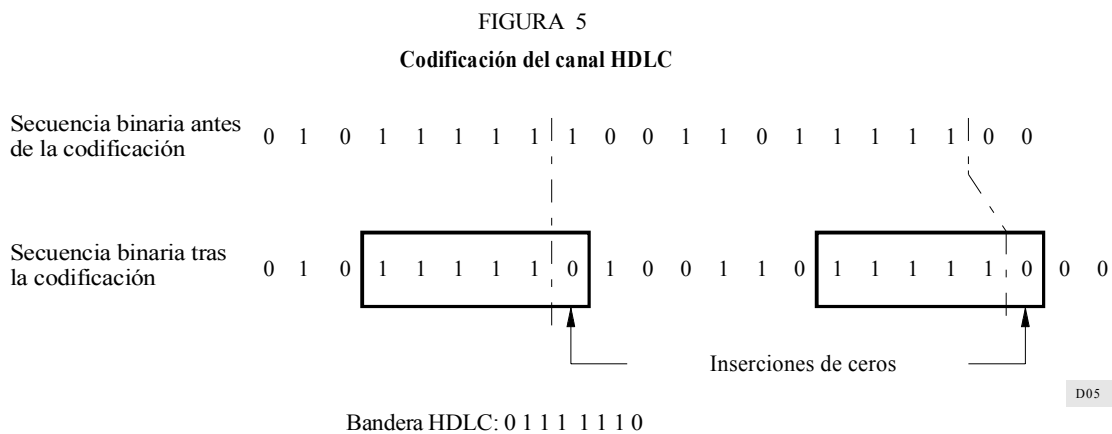 FIGURA 5
Codificación del canal HDLC
Secuencia binaria antes
de la codificación
0 1 0 1 1 1 1 1 1 0 0 1 1 0 1 1 1 1 1 0 0
Secuencia binaria tras
la codificación
0 1 0 1 1 1 1 1 0 1 0 0 1 1 0 1 1 1 1 1 0 0 0
Inserciones de ceros
D05
Bandera HDLC: 0 1 1 1 1 1 1 0